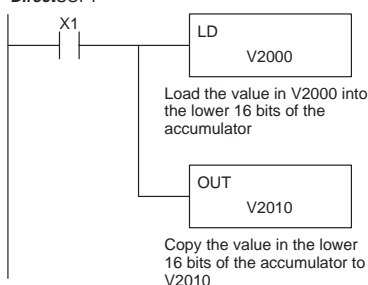 X1
LD
V2000
Load the value in V2000 into
the lower 16 bits of the
accumulator
OUT
V2010
Copy the value in the lower
16 bits of the accumulator to
V2010